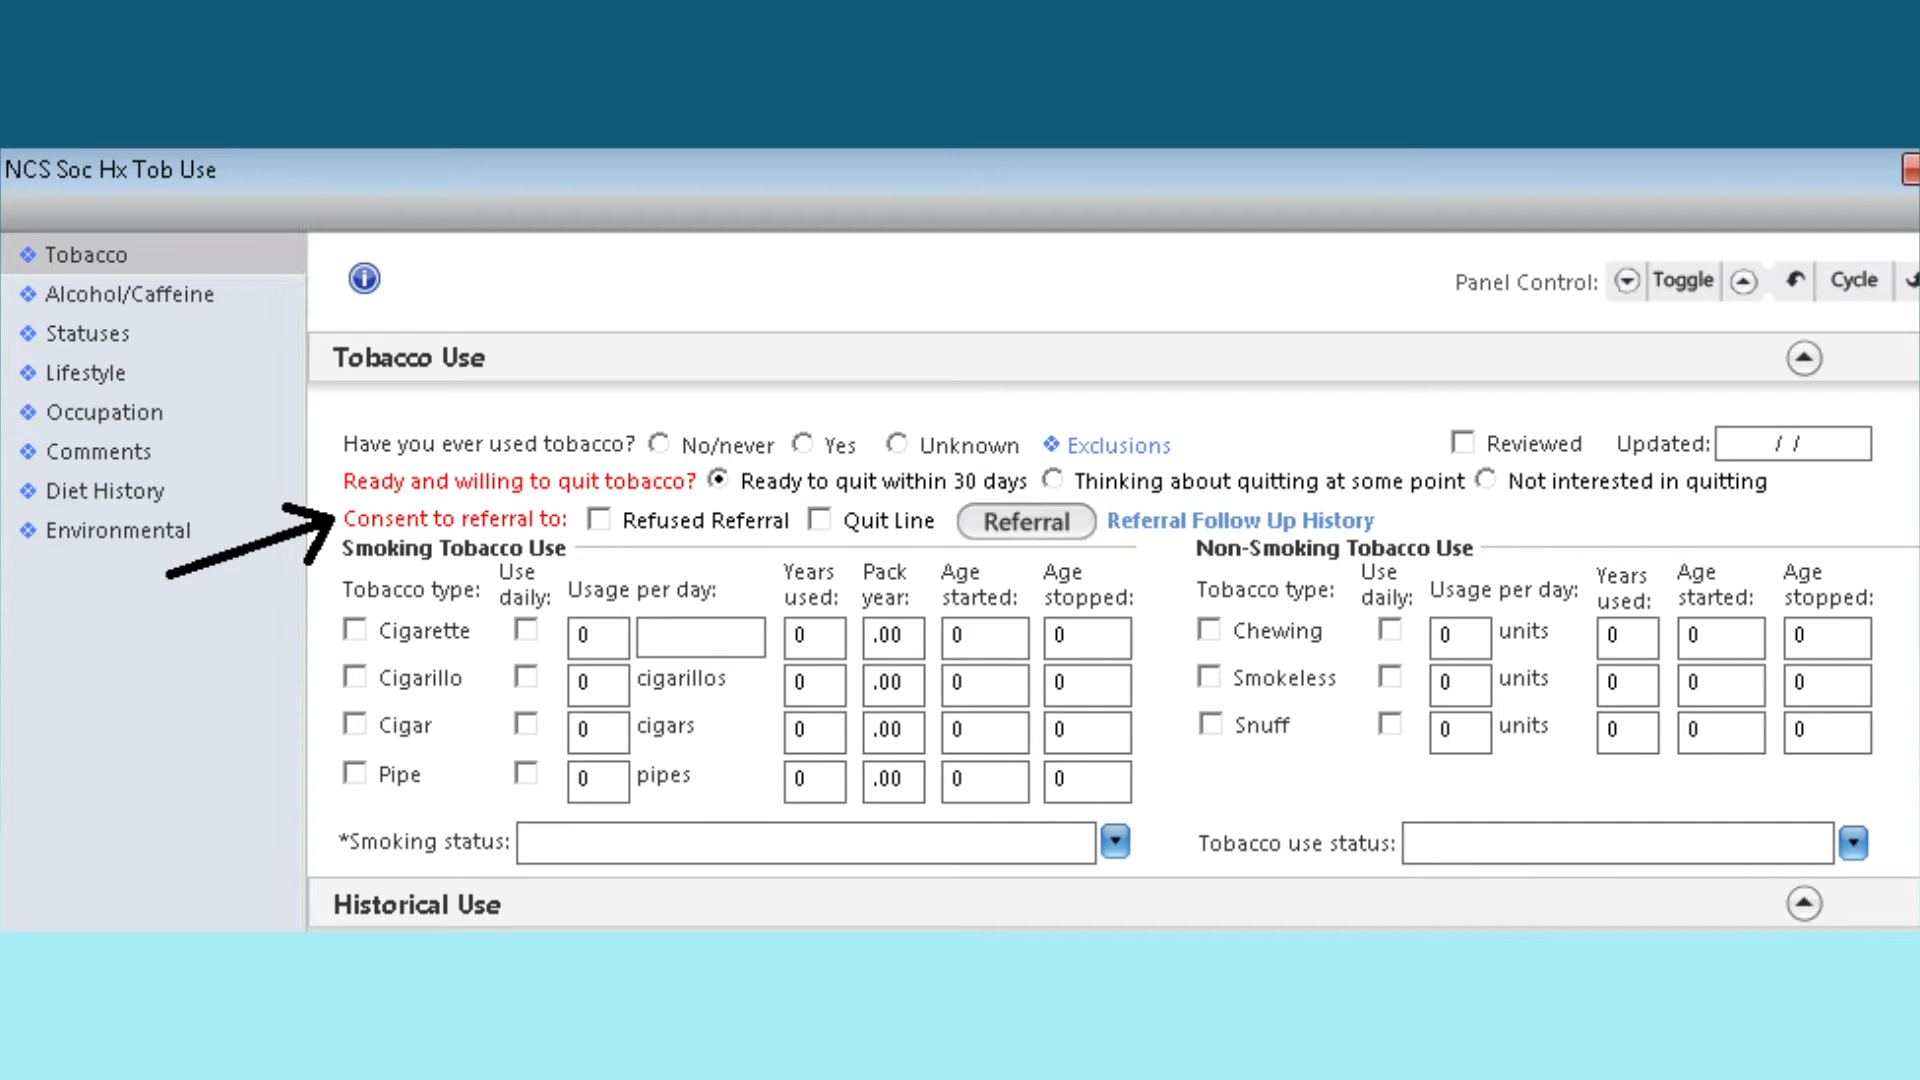 NCS Soc Hx Tob Use
Tobacco
Alcohol/Caffeine
Statuses
Lifestyle
Occupation
Comments
Diet History
Environmental
Panel Control: Toggle Cycle
Tobacco Use
Have you ever used tobacco? No/never Yes Unknown Exclusions Reviewed Updated: / /
Ready and willing to quit tobacco? Ready to quit within 30 days Thinking about quitting at some point Not interested in quitting
Consent to referral to: Refused Referral Quit Line Referral Referral Follow Up History
Smoking Tobacco Use
Tobacco type: Use daily: Usage per day: Years used: Pack year: Age started: Age stopped:
Cigarette 0 0 .00 0 0
Cigarillo 0 cigarillos 0 .00 0 0
Cigar 0 cigars 0 .00 0 0
Pipe 0 pipes 0 .00 0 0
*Smoking status:
Non-Smoking Tobacco Use
Tobacco type: Use daily: Usage per day: Years used: Age started: Age stopped:
Chewing 0 units 0 0 0
Smokeless 0 units 0 0 0
Snuff 0 units 0 0 0
Tobacco use status:
Historical Use